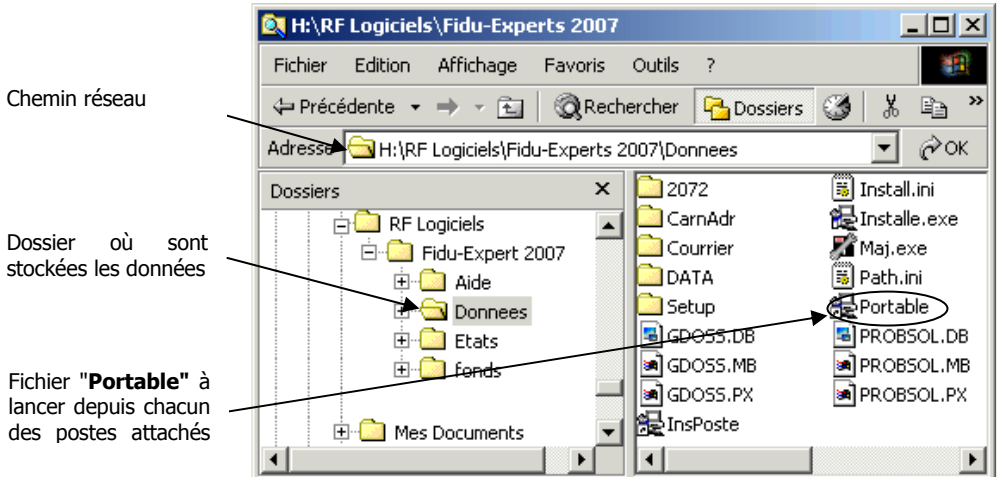 H:\RF Logiciels\Fidu-Experts 2007
Fichier Edition Affichage Favoris Outils ?
Chemin réseau
Précédente Rechercher Dossiers »
Adresse H:\RF Logiciels\Fidu-Experts 2007\Donnees OK
Dossiers
RF Logiciels
Fidu-Expert 2007
Aide
Donnees
Etats
fonds
Mes Documents
2072
CarnAdr
Courrier
DATA
Setup
GDOSS.DB
GDOSS.MB
GDOSS.PX
InsPoste
Install.ini
Installe.exe
Maj.exe
Path.ini
Portable
PROBSOL.DB
PROBSOL.MB
PROBSOL.PX
Dossier où sont
stockées les données
Fichier "Portable" à
lancer depuis chacun
des postes attachés